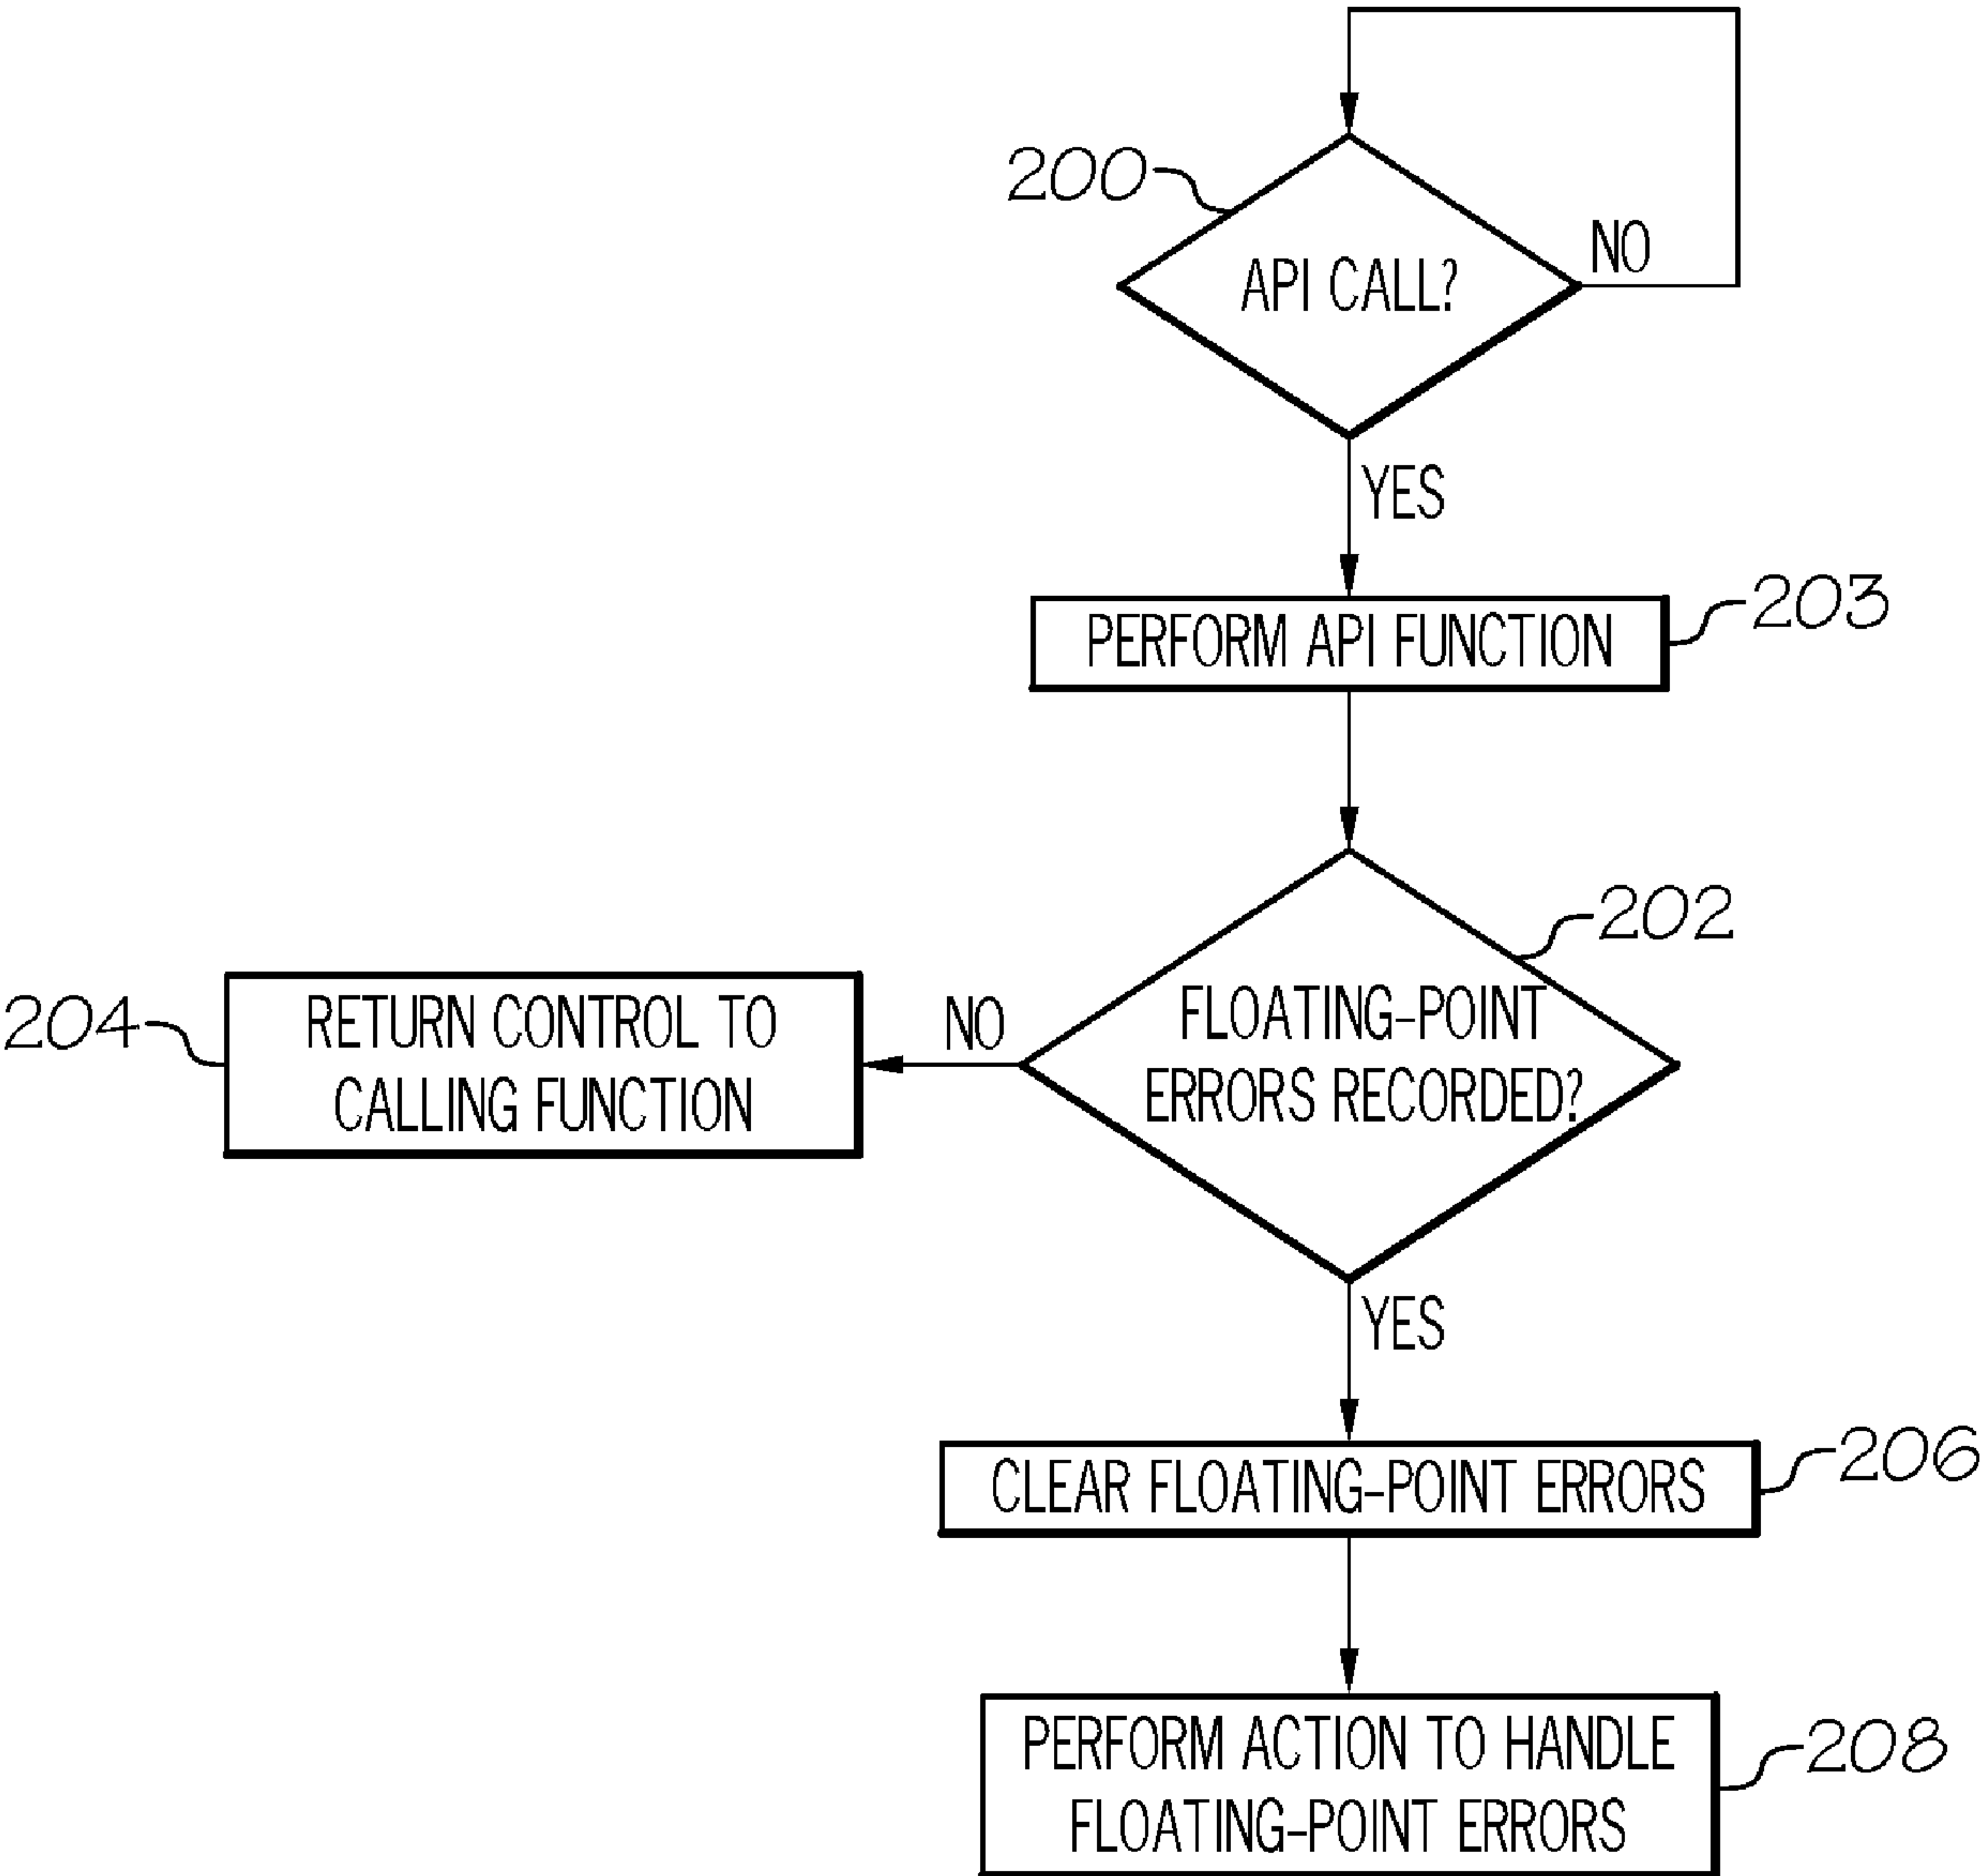 200
API CALL?
NO
YES
203
PERFORM API FUNCTION
202
FLOATING-POINT
ERRORS RECORDED?
NO
204
RETURN CONTROL TO
CALLING FUNCTION
YES
206
CLEAR FLOATING-POINT ERRORS
208
PERFORM ACTION TO HANDLE
FLOATING-POINT ERRORS